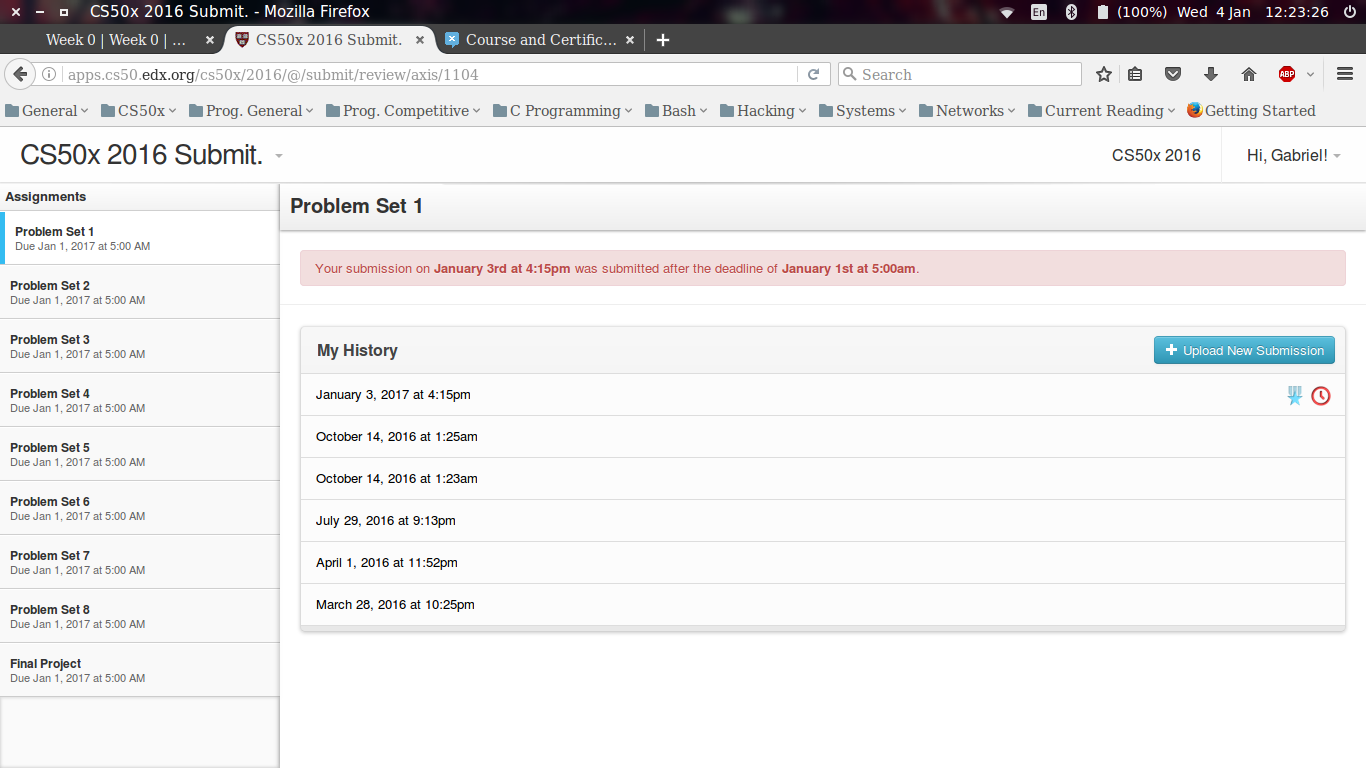 CS50x 2016 Submit. - Mozilla Firefox
En
(100%) Wed 4 Jan 12:23:26
Week 0 | Week 0 | ...
CS50x 2016 Submit.
Course and Certific...
apps.cs50.edx.org/cs50x/2016/@/submit/review/axis/1104
Search
ABP
General
CS50x
Prog. General
Prog. Competitive
C Programming
Bash
Hacking
Systems
Networks
Current Reading
Getting Started
CS50x 2016 Submit.
CS50x 2016
Hi, Gabriel!
Assignments
Problem Set 1
Due Jan 1, 2017 at 5:00 AM
Problem Set 2
Due Jan 1, 2017 at 5:00 AM
Problem Set 3
Due Jan 1, 2017 at 5:00 AM
Problem Set 4
Due Jan 1, 2017 at 5:00 AM
Problem Set 5
Due Jan 1, 2017 at 5:00 AM
Problem Set 6
Due Jan 1, 2017 at 5:00 AM
Problem Set 7
Due Jan 1, 2017 at 5:00 AM
Problem Set 8
Due Jan 1, 2017 at 5:00 AM
Final Project
Due Jan 1, 2017 at 5:00 AM
Problem Set 1
Your submission on January 3rd at 4:15pm was submitted after the deadline of January 1st at 5:00am.
My History
Upload New Submission
January 3, 2017 at 4:15pm
October 14, 2016 at 1:25am
October 14, 2016 at 1:23am
July 29, 2016 at 9:13pm
April 1, 2016 at 11:52pm
March 28, 2016 at 10:25pm